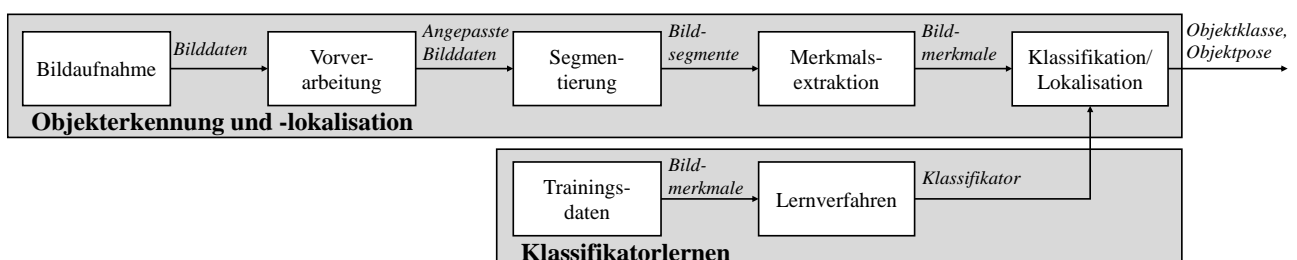 Bildaufnahme
Bilddaten
Vorver-
arbeitung
Angepasste
Bilddaten
Segmen-
tierung
Bild-
segmente
Merkmals-
extraktion
Bild-
merkmale
Klassifikation/
Lokalisation
Objektklasse,
Objektpose
Objekterkennung und -lokalisation
Trainings-
daten
Bild-
merkmale
Lernverfahren
Klassifikator
Klassifikatorlernen